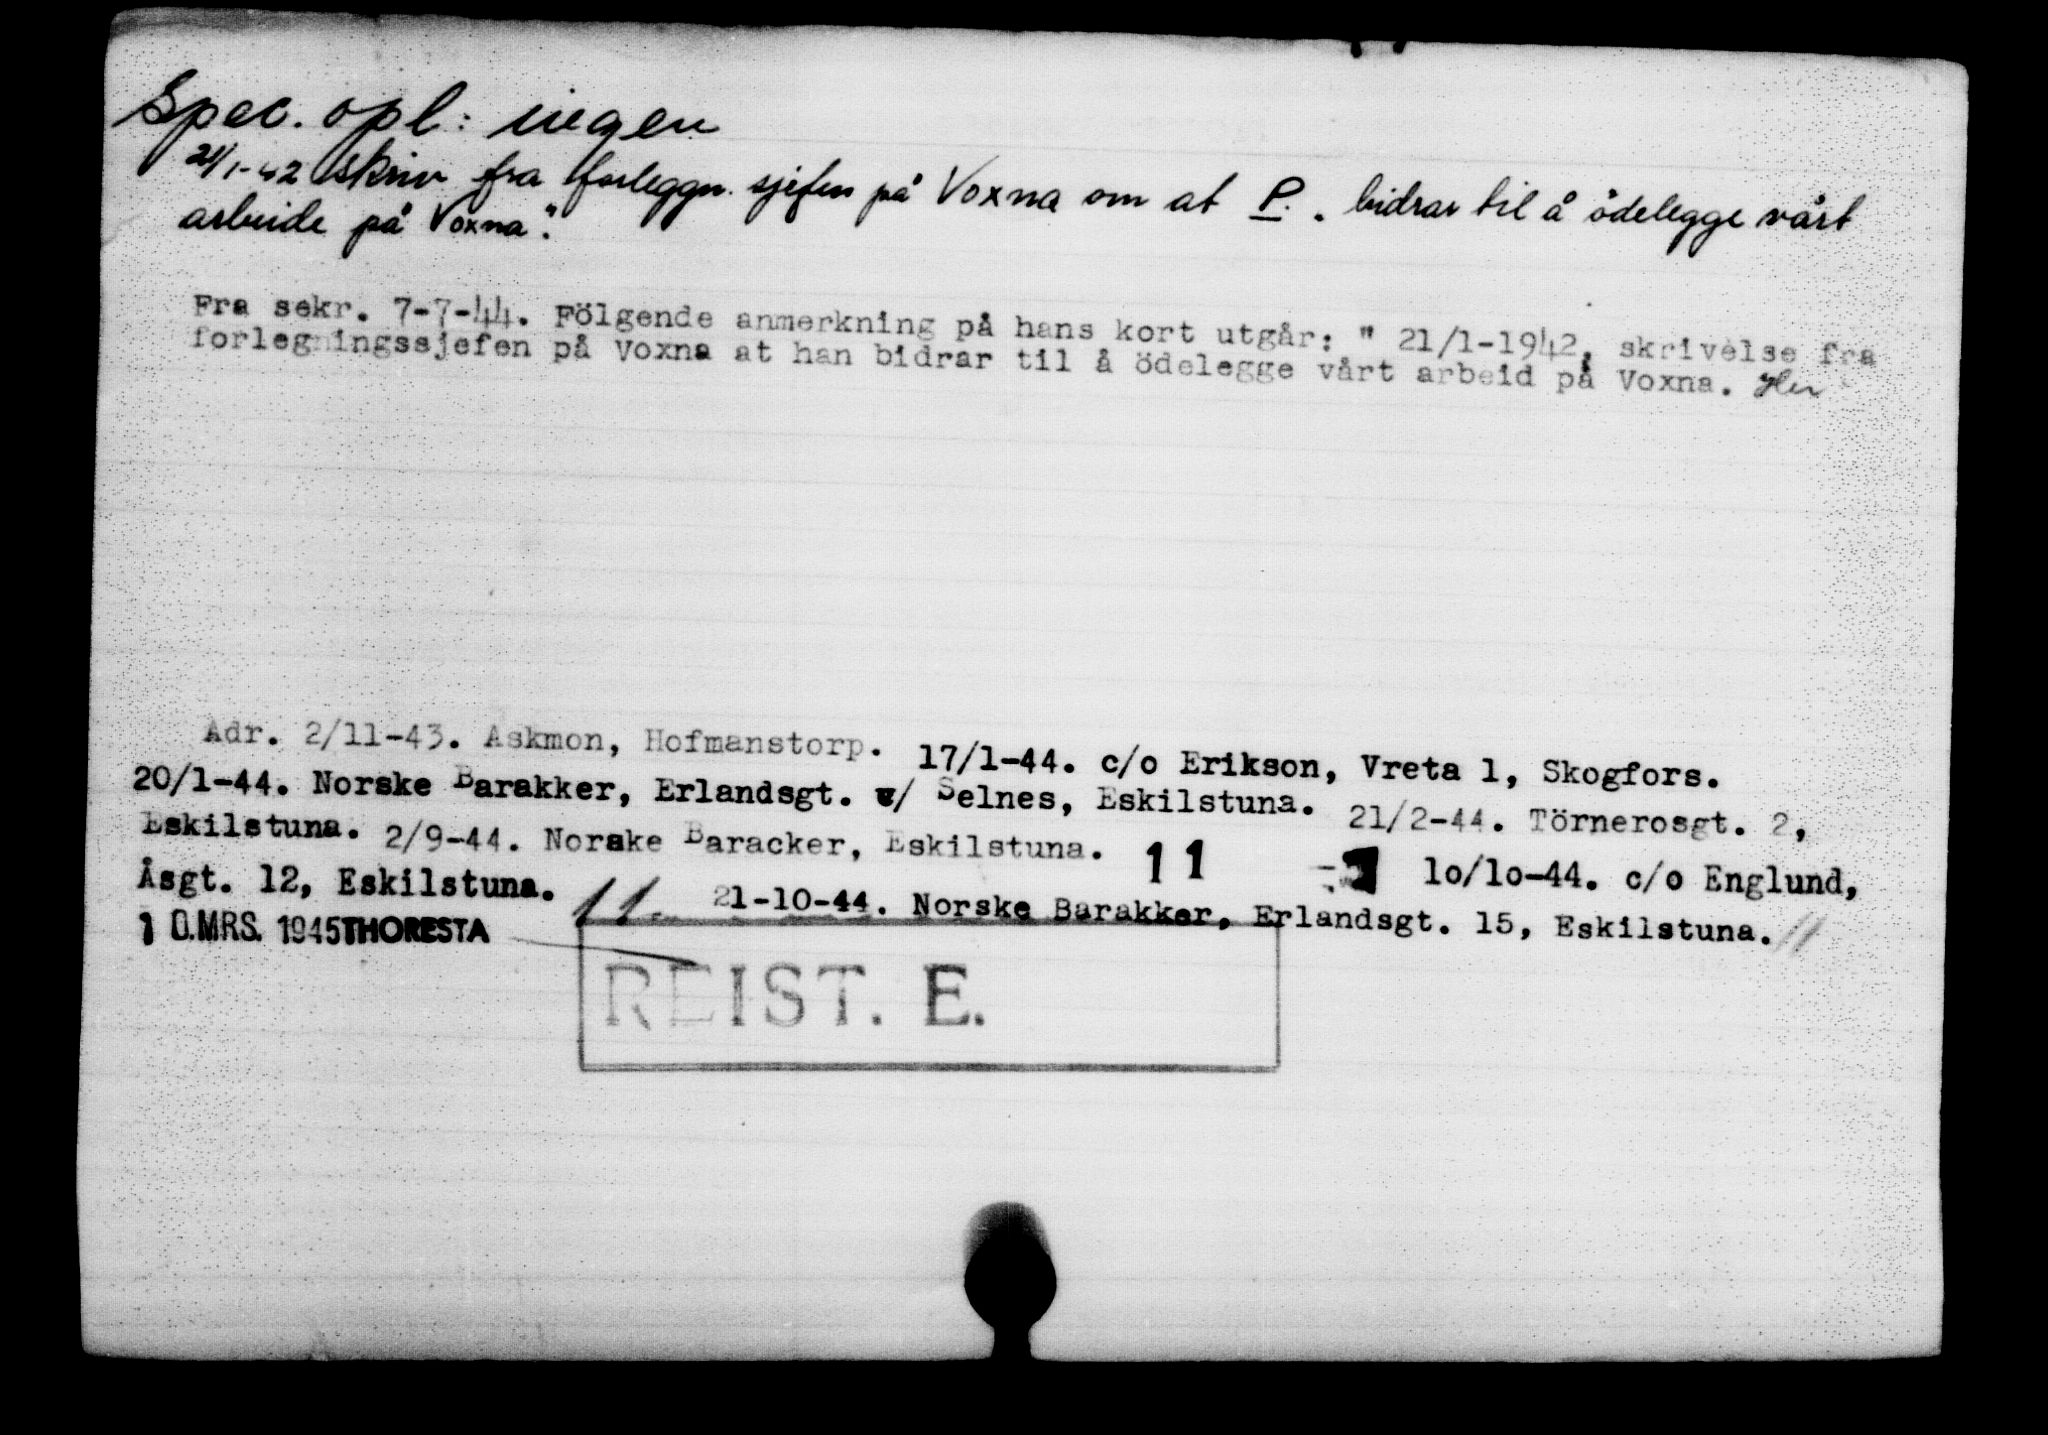 Spec. opl: ingen
21/1-42 skriv fra forleggn. sjefen på Voxna om at P. „bidrar til å ödelegge vårt
arbeide på Voxna".
Fra sekr. 7-7-44. Fölgende anmerkning på hans kort utgår: " 21/1-1942, skrivelse fra
forlegningssjefen på Voxna at han bidrar til å ödelegge vårt arbeid på Voxna.
Adr. 2/11-43. Askmon, Hofmanstorp. 17/1-44. c/o Erikson, Vreta 1, Skogfors.
20/1-44. Norske Barakker, Erlandsgt. v/ Selnes, Eskilstuna. 21/2-44. Törnerosgt. 2,
Eskilstuna. 2/9-44. Norske Baracker, Eskilstuna. 11 10/10-44. c/o Englund,
Åsgt. 12, Eskilstuna. 11. 21-10-44. Norske Barakker, Erlandsgt. 15, Eskilstuna. 11
10.MRS. 1945 THORESTA
REIST. E.